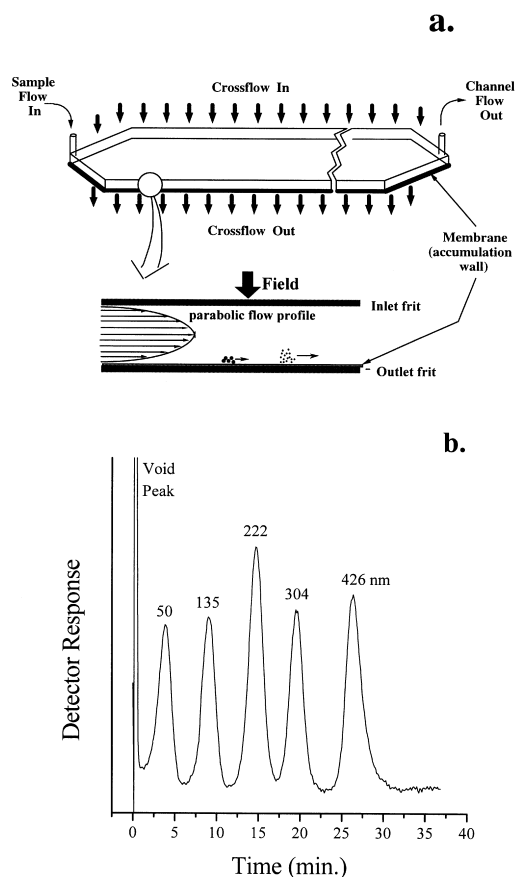 a.
Sample
Flow
In
Crossflow In
Channel
Flow
Out
Crossflow Out
Membrane
(accumulation
wall)
Field
Inlet frit
parabolic flow profile
Outlet frit
b.
Void
Peak
222
50
135
304
426 nm
Detector Response
0 5 10 15 20 25 30 35 40
Time (min.)